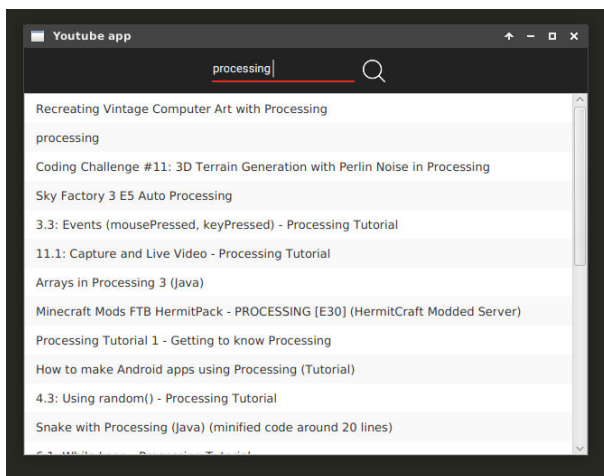 Youtube app
processing
Recreating Vintage Computer Art with Processing
processing
Coding Challenge #11: 3D Terrain Generation with Perlin Noise in Processing
Sky Factory 3 E5 Auto Processing
3.3: Events (mousePressed, keyPressed) - Processing Tutorial
11.1: Capture and Live Video - Processing Tutorial
Arrays in Processing 3 (Java)
Minecraft Mods FTB HermitPack - PROCESSING [E30] (HermitCraft Modded Server)
Processing Tutorial 1 - Getting to know Processing
How to make Android apps using Processing (Tutorial)
4.3: Using random() - Processing Tutorial
Snake with Processing (Java) (minified code around 20 lines)